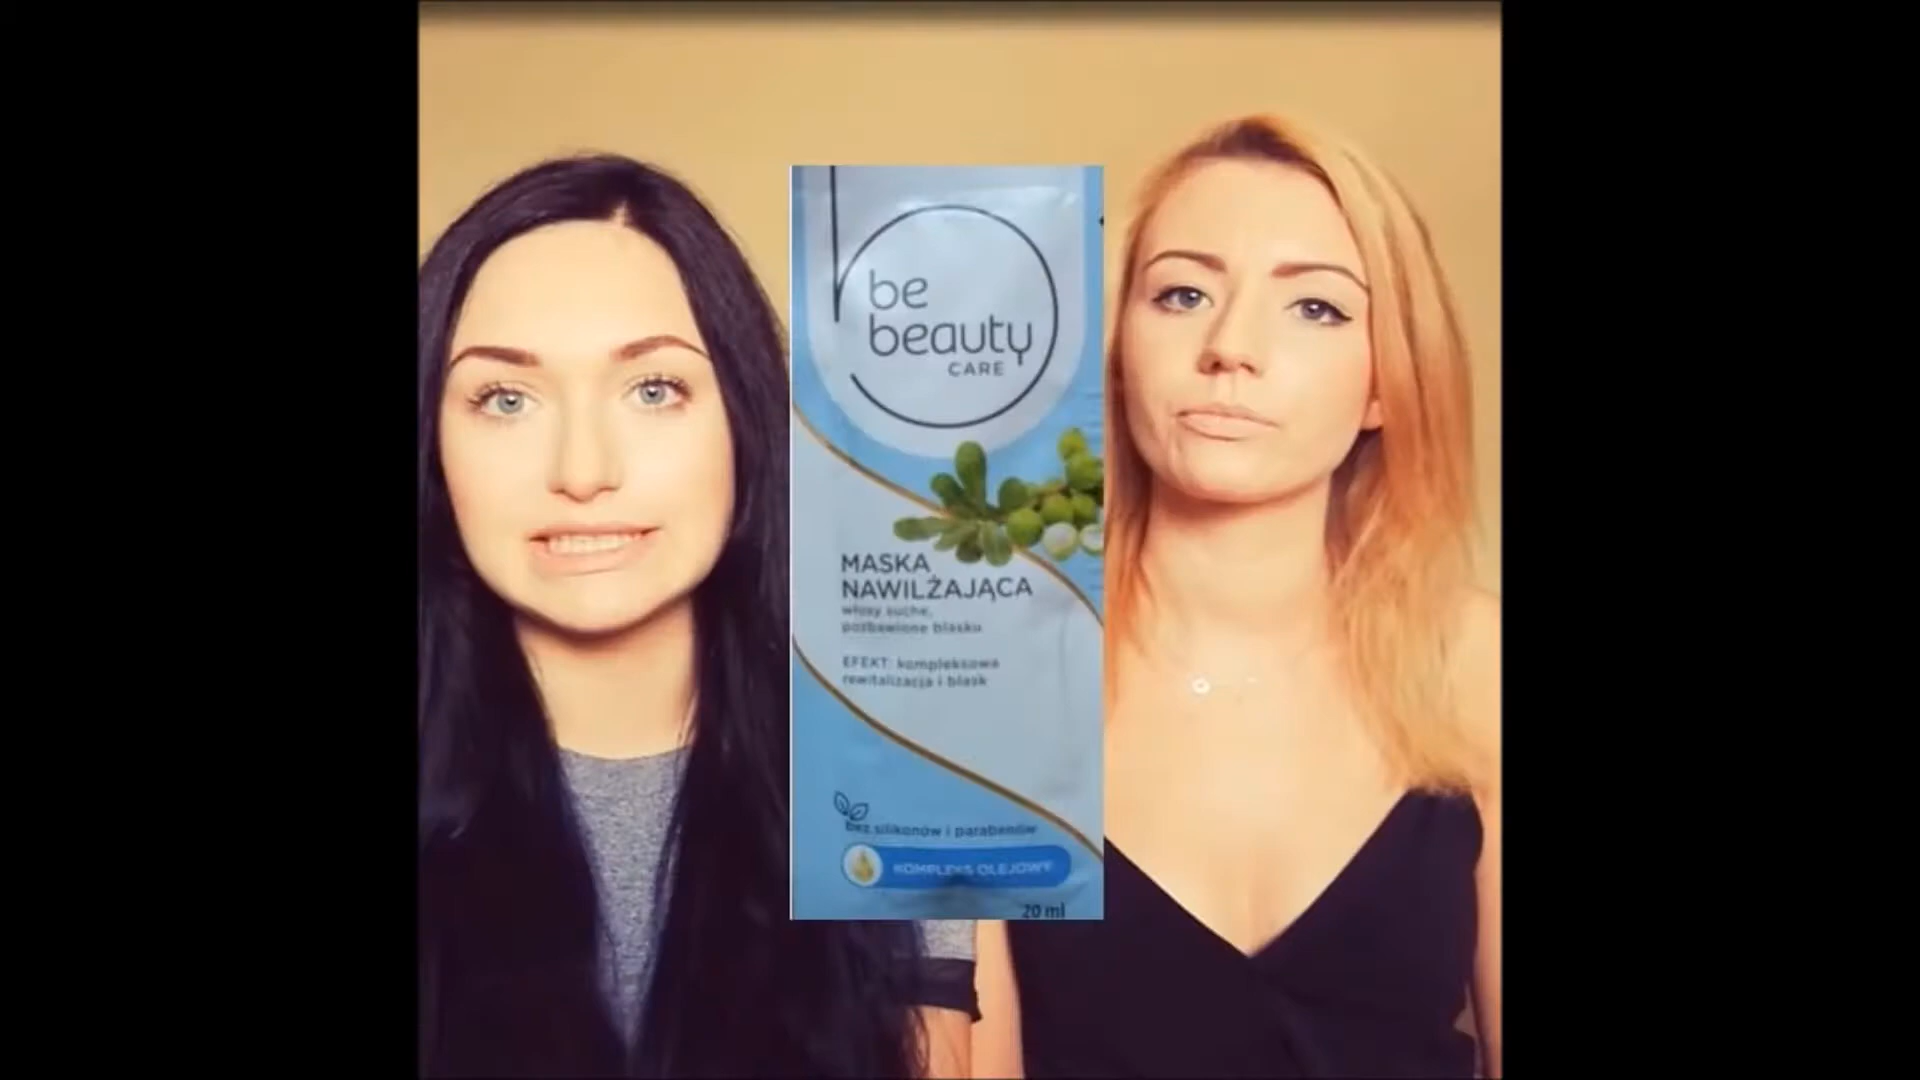 be
beauty
CARE
MASKA
NAWILŻAJĄCA
włosy suche,
pozbawione blasku
EFEKT: kompleksowa
rewitalizacja i blask
bez silikonów i parabenów
KOMPLEKS OLEJOWY
20 ml